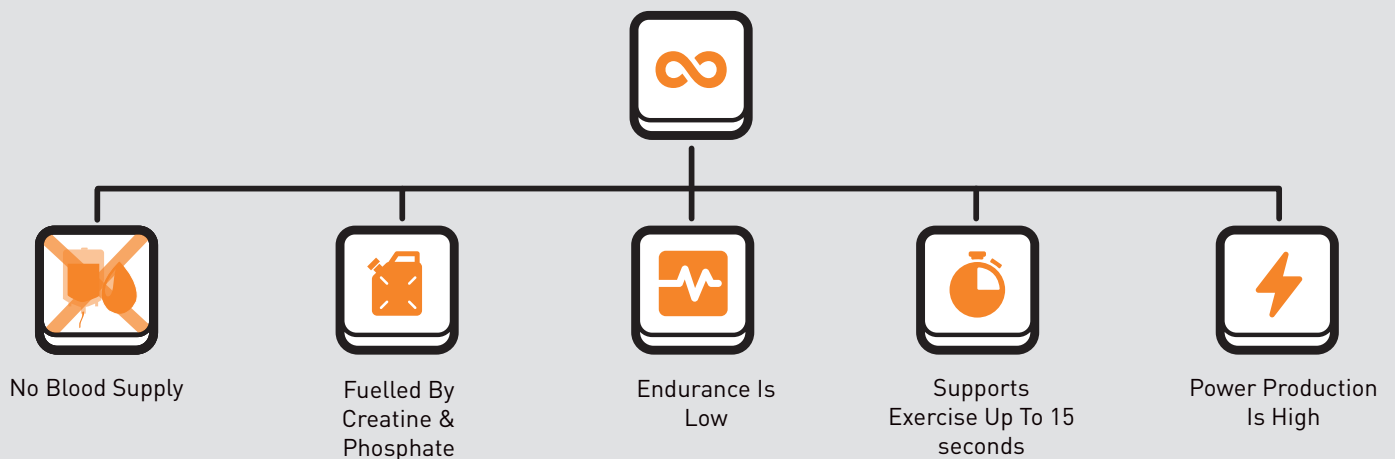 No Blood Supply
Fuelled By
Creatine &
Phosphate
Endurance Is
Low
Supports
Exercise Up To 15
seconds
Power Production
Is High